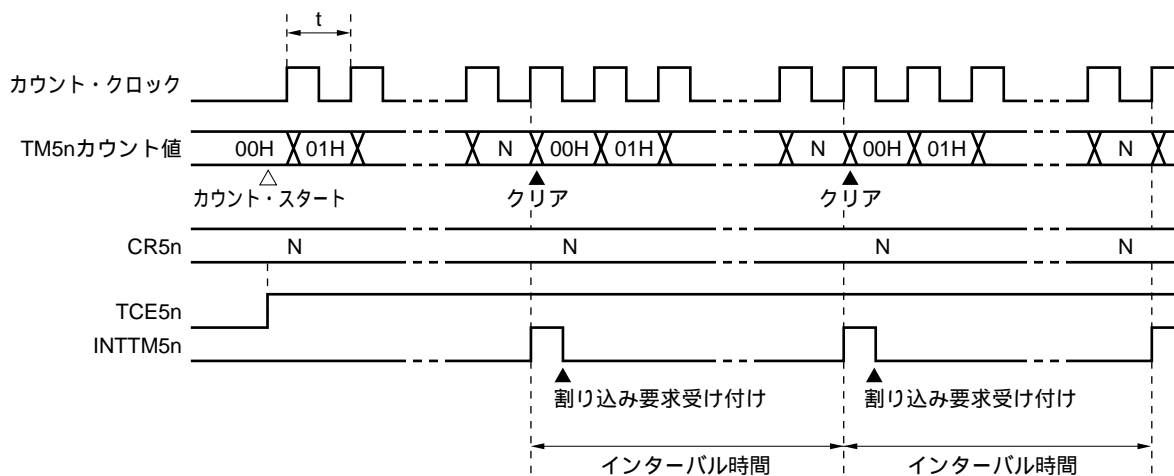 t
カウント・クロック
TM5nカウント値 00H 01H N 00H 01H N 00H 01H N
カウント・スタート クリア クリア
CR5n N N N N
TCE5n
INTTM5n
割り込み要求受け付け 割り込み要求受け付け
インターバル時間 インターバル時間